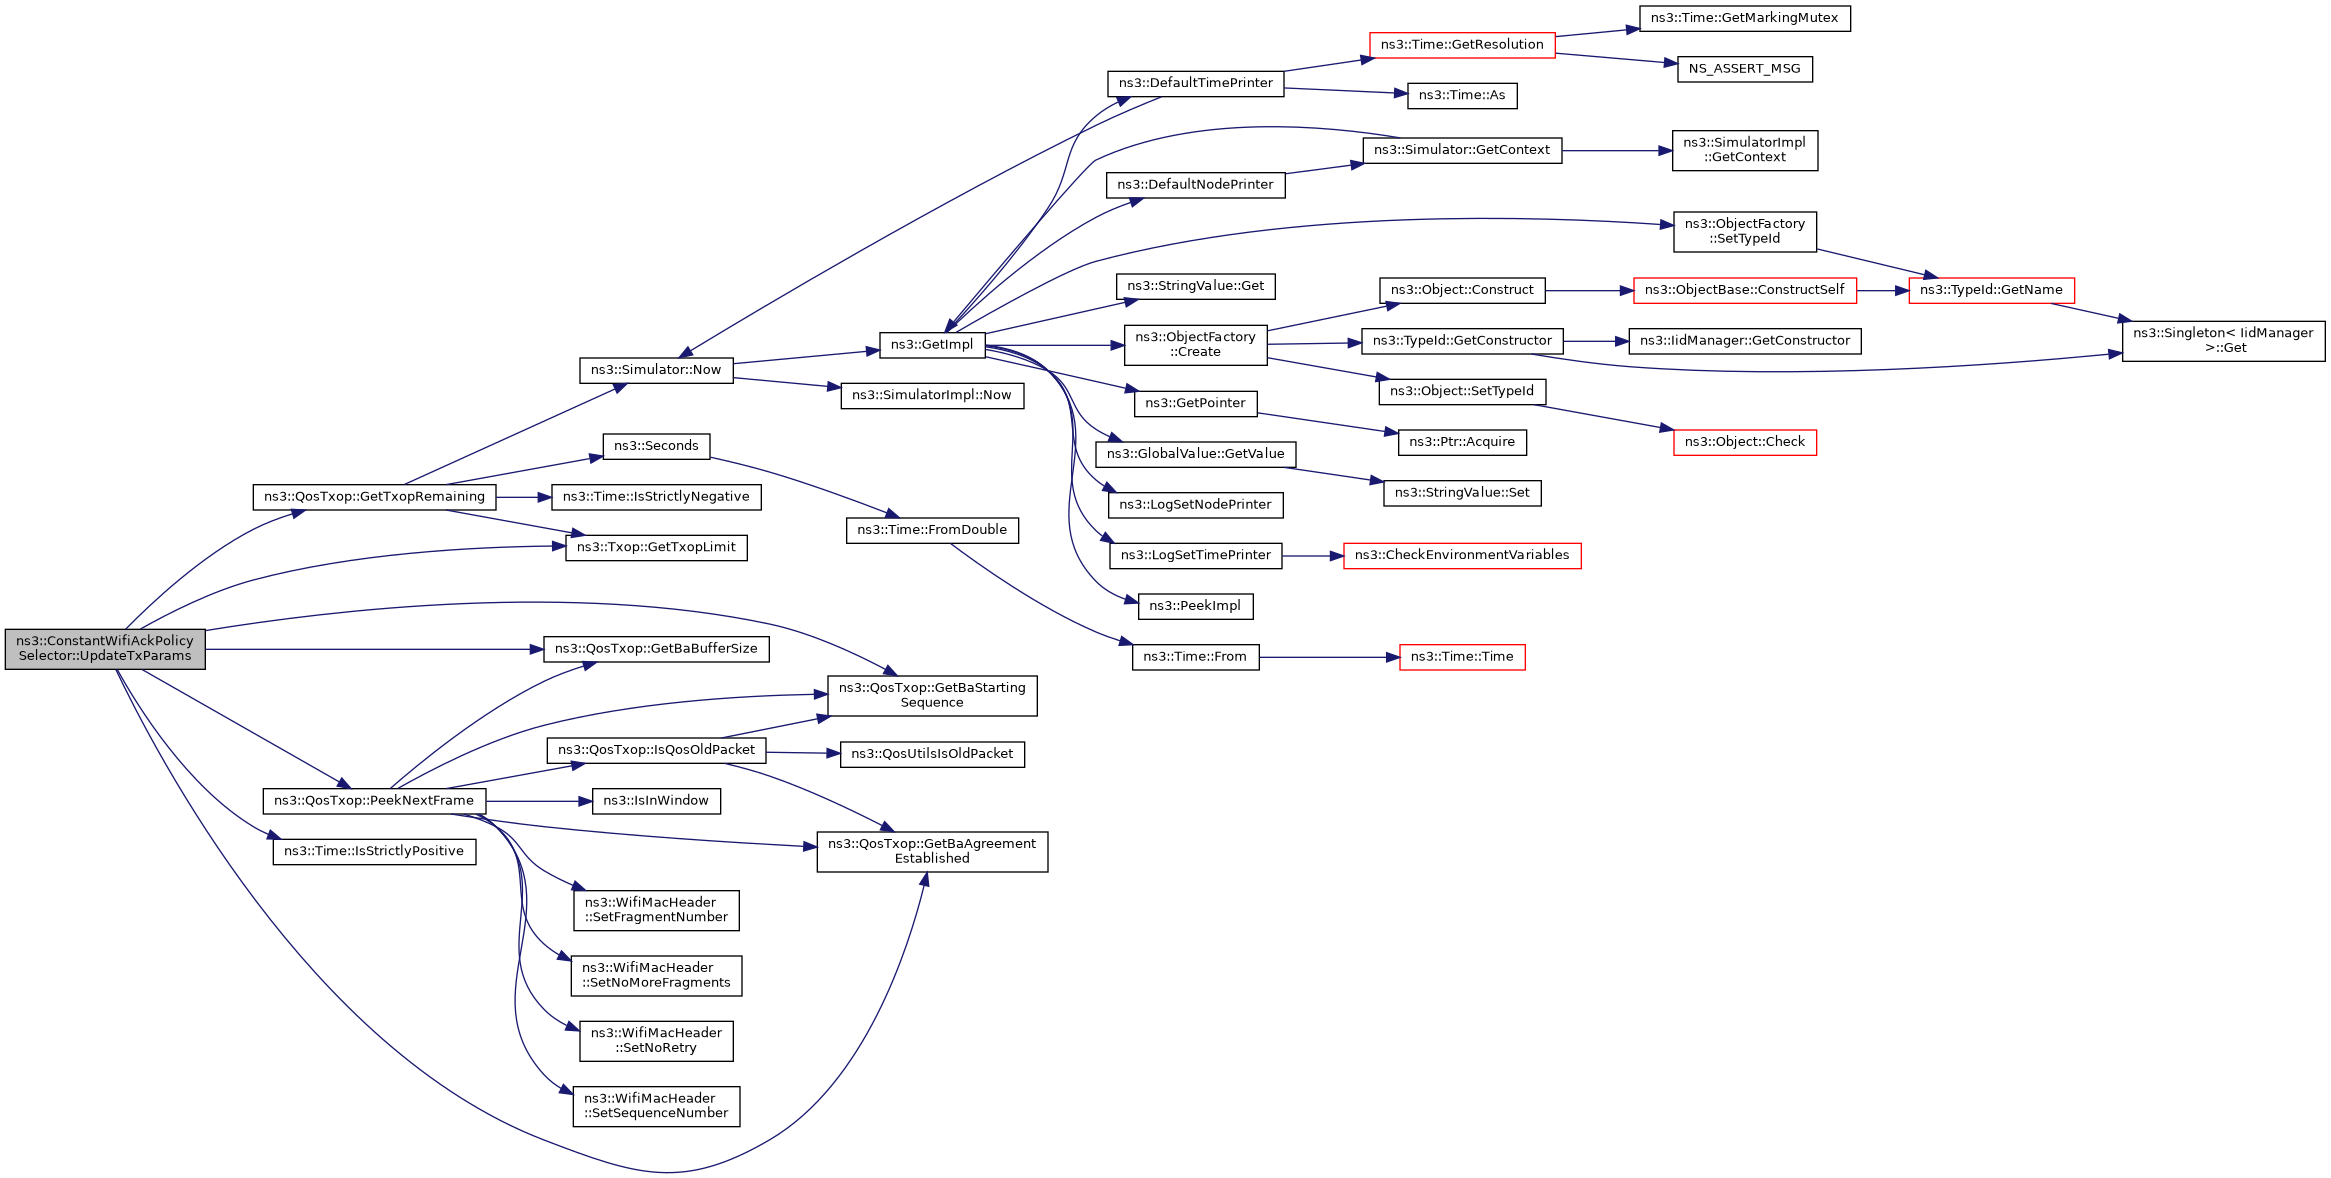 ns3::ConstantWifiAckPolicy
Selector::UpdateTxParams
ns3::QosTxop::GetTxopRemaining
ns3::Simulator::Now
ns3::GetImpl
ns3::DefaultTimePrinter
ns3::Time::GetResolution
ns3::Time::GetMarkingMutex
NS_ASSERT_MSG
ns3::Time::As
ns3::DefaultNodePrinter
ns3::Simulator::GetContext
ns3::SimulatorImpl
::GetContext
ns3::ObjectFactory
::SetTypeId
ns3::TypeId::GetName
ns3::Singleton< IidManager
>::Get
ns3::StringValue::Get
ns3::ObjectFactory
::Create
ns3::Object::Construct
ns3::ObjectBase::ConstructSelf
ns3::TypeId::GetConstructor
ns3::IidManager::GetConstructor
ns3::Object::SetTypeId
ns3::Object::Check
ns3::GetPointer
ns3::Ptr::Acquire
ns3::GlobalValue::GetValue
ns3::StringValue::Set
ns3::LogSetNodePrinter
ns3::LogSetTimePrinter
ns3::CheckEnvironmentVariables
ns3::PeekImpl
ns3::SimulatorImpl::Now
ns3::Seconds
ns3::Time::FromDouble
ns3::Time::From
ns3::Time::Time
ns3::Time::IsStrictlyNegative
ns3::Txop::GetTxopLimit
ns3::QosTxop::GetBaBufferSize
ns3::QosTxop::GetBaStarting
Sequence
ns3::QosTxop::PeekNextFrame
ns3::QosTxop::IsQosOldPacket
ns3::QosUtilsIsOldPacket
ns3::IsInWindow
ns3::QosTxop::GetBaAgreement
Established
ns3::Time::IsStrictlyPositive
ns3::WifiMacHeader
::SetFragmentNumber
ns3::WifiMacHeader
::SetNoMoreFragments
ns3::WifiMacHeader
::SetNoRetry
ns3::WifiMacHeader
::SetSequenceNumber